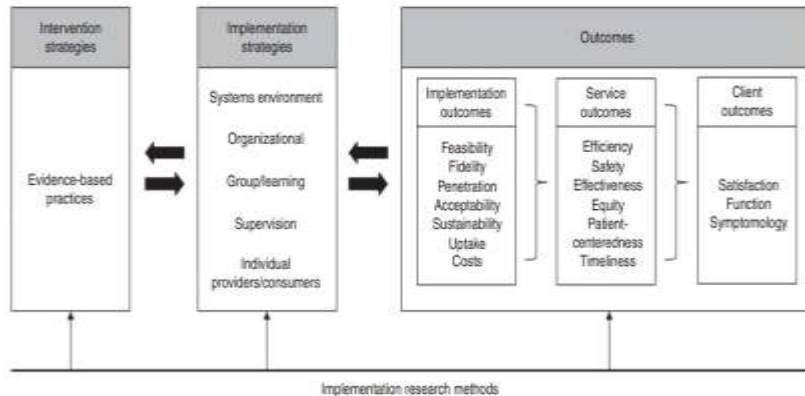 Intervention
strategies
Evidence-based
practices
Implementation
strategies
Systems environment
Organizational
Group/learning
Supervision
Individual
providers/consumers
Outcomes
Implementation
outcomes
Feasibility
Fidelity
Penetration
Acceptability
Sustainability
Uptake
Costs
Service
outcomes
Efficiency
Safety
Effectiveness
Equity
Patient-
centeredness
Timeliness
Client
outcomes
Satisfaction
Function
Symptomology
Implementation research methods